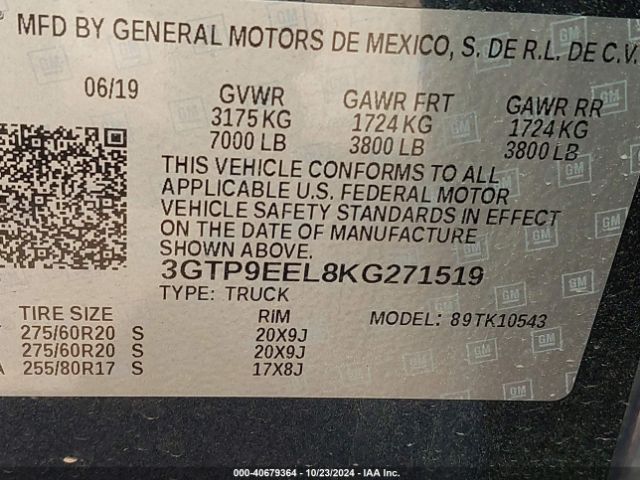 MFD BY GENERAL MOTORS DE MEXICO, S. DE R.L. DE C.V.
06/19 GVWR GAWR FRT GAWR RR
3175 KG 1724 KG 1724 KG
7000 LB 3800 LB 3800 LB
THIS VEHICLE CONFORMS TO ALL
APPLICABLE U.S. FEDERAL MOTOR
VEHICLE SAFETY STANDARDS IN EFFECT
ON THE DATE OF MANUFACTURE
SHOWN ABOVE.
3GTP9EEL8KG271519
TYPE: TRUCK
TIRE SIZE RIM MODEL: 89TK10543
275/60R20 S 20X9J
275/60R20 S 20X9J
255/80R17 S 17X8J
GM
000-40679364 - 10/23/2024 - IAA Inc.